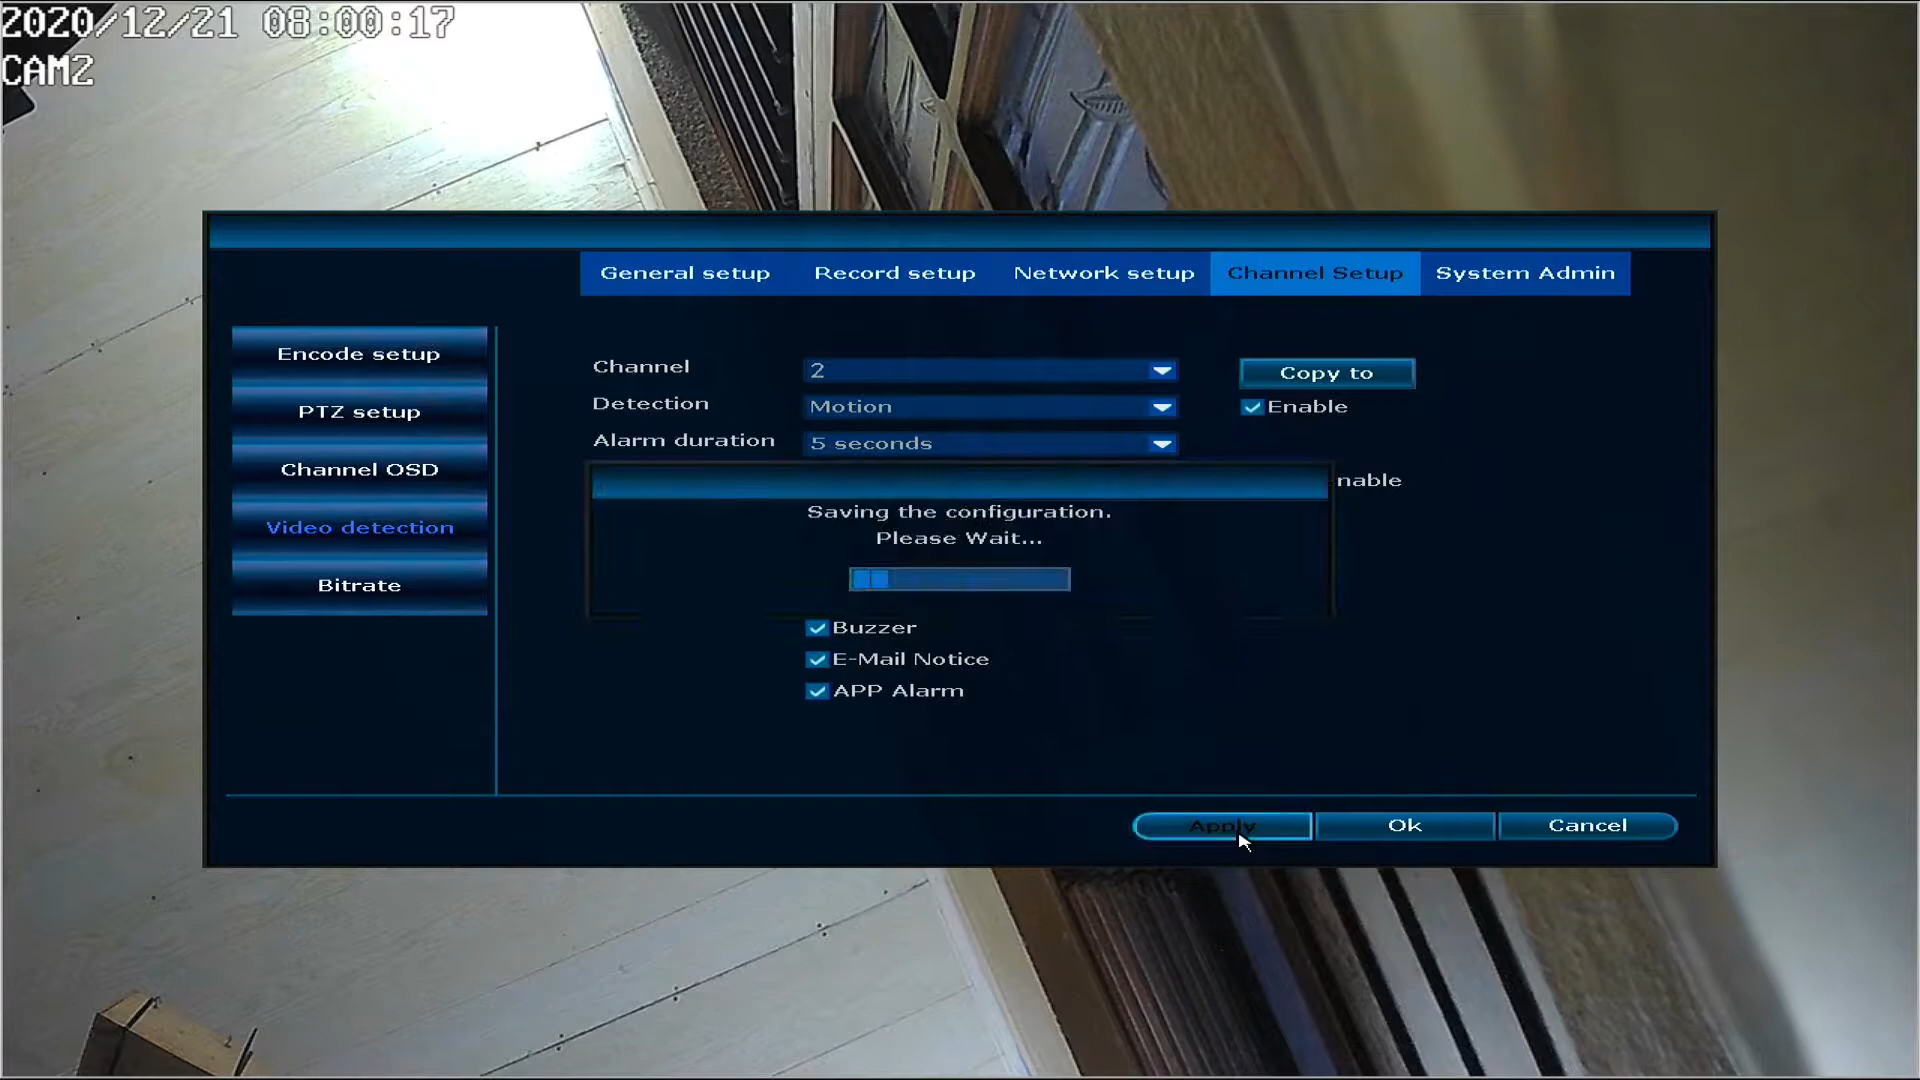 2020/12/21 08:00:17
CAM2
General setup Record setup Network setup Channel Setup System Admin
Encode setup
PTZ setup
Channel OSD
Video detection
Bitrate
Channel 2 Copy to
Detection Motion Enable
Alarm duration 5 seconds
nable
Saving the configuration.
Please Wait...
Buzzer
E-Mail Notice
APP Alarm
Apply Ok Cancel